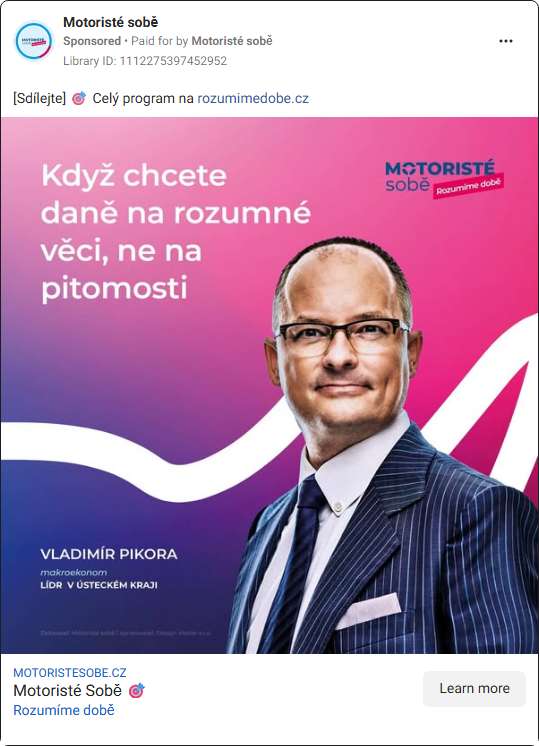 Motoristé sobě
Sponsored • Paid for by Motoristé sobě
Library ID: 1112275397452952
[Sdílejte] 🎯 Celý program na rozumimedobe.cz
Když chcete
daně na rozumné
věci, ne na
pitomosti
MOTORISTÉ
sobě
Rozumíme době
VLADIMÍR PIKORA
makroekonom
LÍDR V ÚSTECKÉM KRAJI
MOTORISTESOBE.CZ
Motoristé Sobě 🎯
Rozumíme době
Learn more